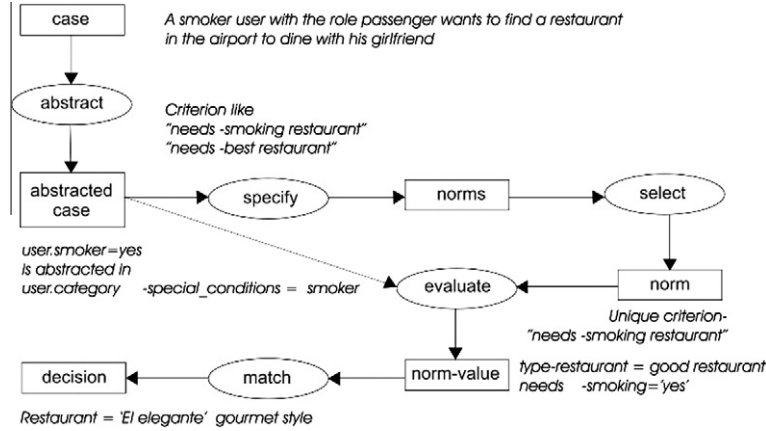 case
A smoker user with the role passenger wants to find a restaurant
in the airport to dine with his girlfriend
abstract
Criterion like
"needs -smoking restaurant"
"needs -best restaurant"
abstracted
case
specify
norms
select
user.smoker=yes
is abstracted in
user.category -special_conditions = smoker
evaluate
norm
Unique criterion-
"needs -smoking restaurant"
decision
match
norm-value
type-restaurant = good restaurant
needs -smoking='yes'
Restaurant = 'El elegante' gourmet style